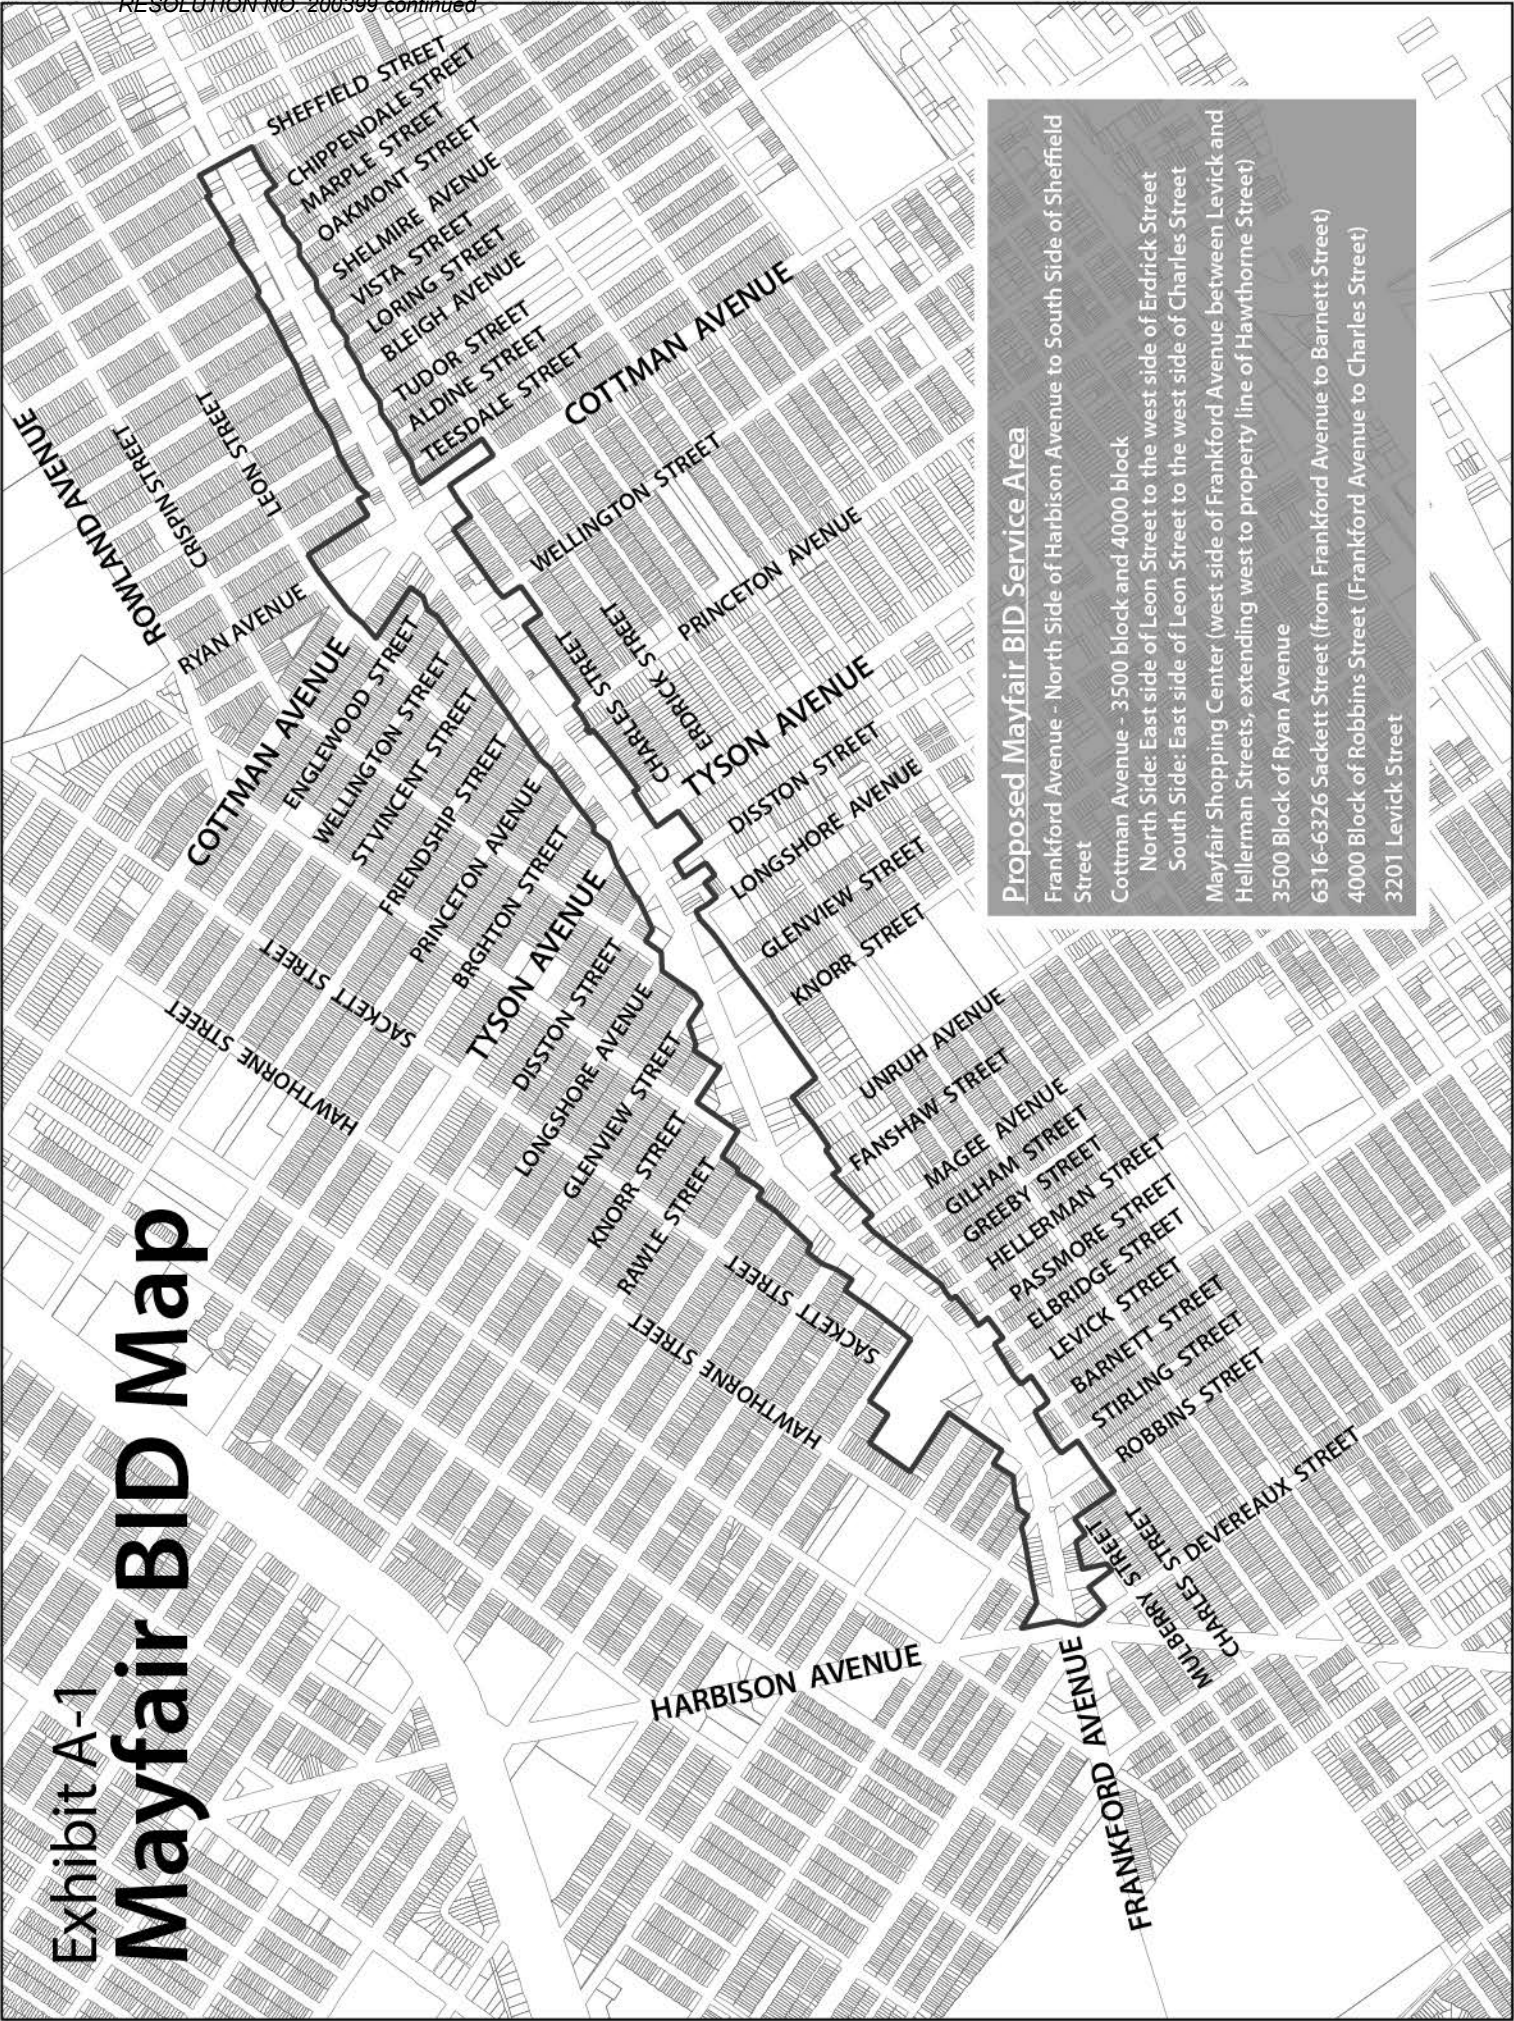 RESOLUTION NO. 200399 continued
Exhibit A-1
Mayfair BID Map
ROWLAND AVENUE
CRISPIN STREET
LEON STREET
RYAN AVENUE
COTTMAN AVENUE
ENGLEWOOD STREET
WELLINGTON STREET
ST VINCENT STREET
FRIENDSHIP STREET
PRINCETON AVENUE
BRGHTON STREET
TYSON AVENUE
DISSTON STREET
LONGSHORE AVENUE
GLENVIEW STREET
KNORR STREET
RAWLE STREET
SACKETT STREET
HAWTHORNE STREET
SACKETT STREET
HAWTHORNE STREET
HARBISON AVENUE
FRANKFORD AVENUE
SHEFFIELD STREET
CHIPPENDALE STREET
MARPLE STREET
OAKMONT STREET
SHELMIRE AVENUE
VISTA STREET
LORING STREET
BLEIGH AVENUE
TUDOR STREET
ALDINE STREET
TEESDALE STREET
COTTMAN AVENUE
WELLINGTON STREET
PRINCETON AVENUE
CHARLES STREET
ERDRICK STREET
TYSON AVENUE
DISSTON STREET
LONGSHORE AVENUE
GLENVIEW STREET
KNORR STREET
UNRUH AVENUE
FANSHAW STREET
MAGEE AVENUE
GILHAM STREET
GREEBY STREET
HELLERMAN STREET
PASSMORE STREET
ELBRIDGE STREET
LEVICK STREET
BARNETT STREET
STIRLING STREET
ROBBINS STREET
DEVEREAUX STREET
CHARLES STREET
MULBERRY STREET
Proposed Mayfair BID Service Area
Frankford Avenue - North Side of Harbison Avenue to South Side of Sheffield
Street
Cottman Avenue - 3500 block and 4000 block
North Side: East side of Leon Street to the west side of Erdrick Street
South Side: East side of Leon Street to the west side of Charles Street
Mayfair Shopping Center (west side of Frankford Avenue between Levick and
Hellerman Streets, extending west to property line of Hawthorne Street)
3500 Block of Ryan Avenue
6316-6326 Sackett Street (from Frankford Avenue to Barnett Street)
4000 Block of Robbins Street (Frankford Avenue to Charles Street)
3201 Levick Street